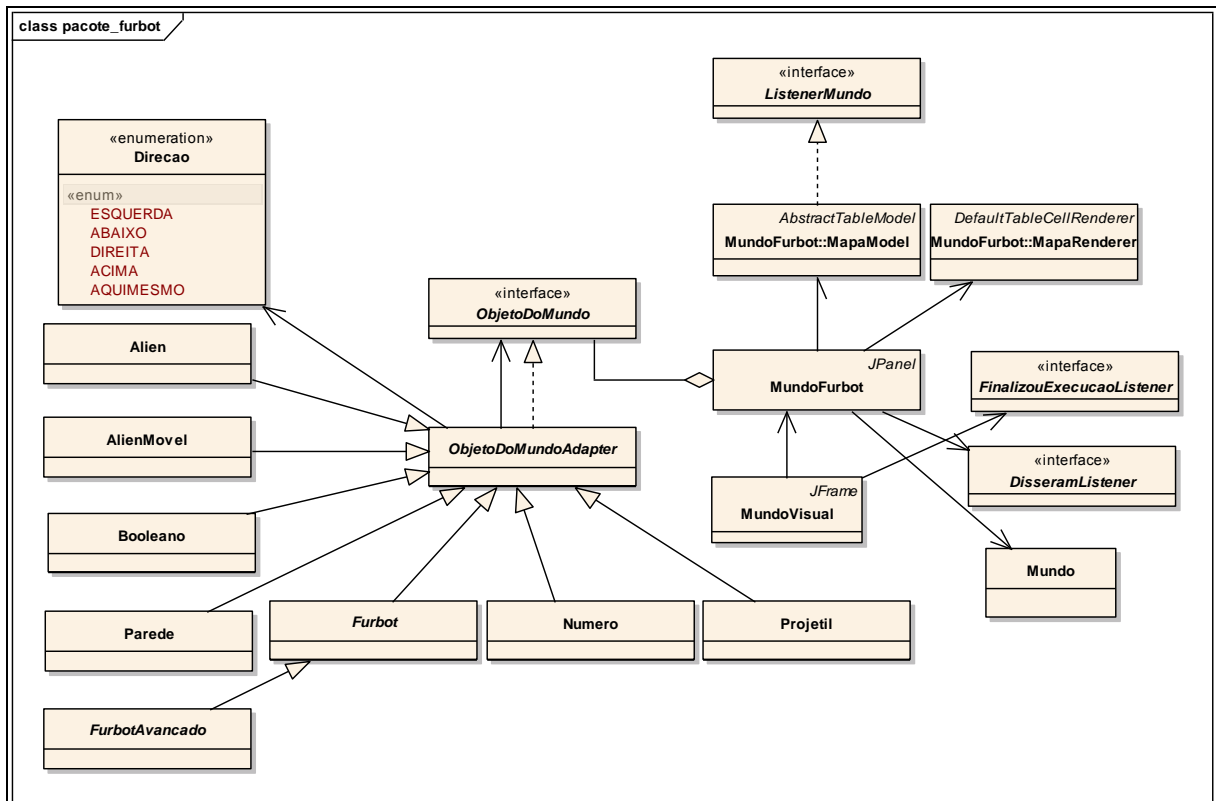 class pacote_furbot
«interface»
ListenerMundo
«enumeration»
Direcao
«enum»
ESQUERDA
ABAIXO
DIREITA
ACIMA
AQUIMESMO
AbstractTableModel
MundoFurbot::MapaModel
DefaultTableCellRenderer
MundoFurbot::MapaRenderer
«interface»
ObjetoDoMundo
Alien
JPanel
MundoFurbot
«interface»
FinalizouExecucaoListener
AlienMovel
ObjetoDoMundoAdapter
«interface»
DisseramListener
JFrame
MundoVisual
Booleano
Mundo
Parede
Furbot
Numero
Projetil
FurbotAvancado